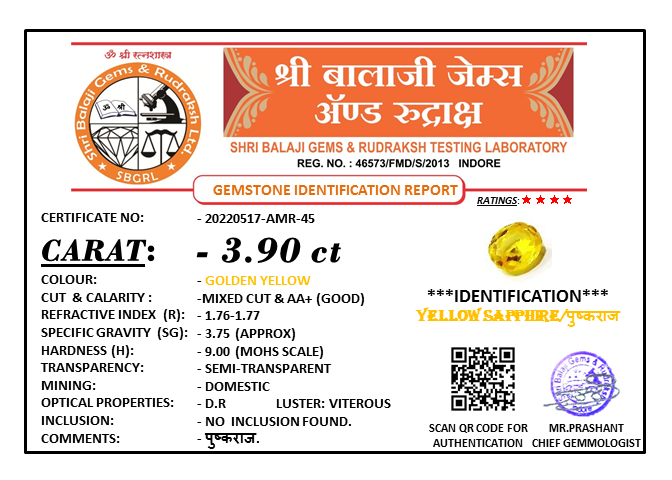 ॐ श्री रत्नशास्त्र
Shri Balaji Gems & Rudraksh Ltd.
SBGRL
श्री बालाजी जेम्स
ॲण्ड रुद्राक्ष
SHRI BALAJI GEMS & RUDRAKSH TESTING LABORATORY
REG. NO. : 46573/FMD/S/2013 INDORE
GEMSTONE IDENTIFICATION REPORT
RATINGS:
CERTIFICATE NO: - 20220517-AMR-45
CARAT: - 3.90 ct
COLOUR: - GOLDEN YELLOW
CUT & CALARITY : -MIXED CUT & AA+ (GOOD)
REFRACTIVE INDEX (R): - 1.76-1.77
SPECIFIC GRAVITY (SG): - 3.75 (APPROX)
HARDNESS (H): - 9.00 (MOHS SCALE)
TRANSPARENCY: - SEMI-TRANSPARENT
MINING: - DOMESTIC
OPTICAL PROPERTIES: - D.R LUSTER: VITEROUS
INCLUSION: - NO INCLUSION FOUND.
COMMENTS: - पुष्कराज.
***IDENTIFICATION***
YELLOW SAPPHIRE/पुष्कराज
SCAN QR CODE FOR
AUTHENTICATION
MR.PRASHANT
CHIEF GEMMOLOGIST